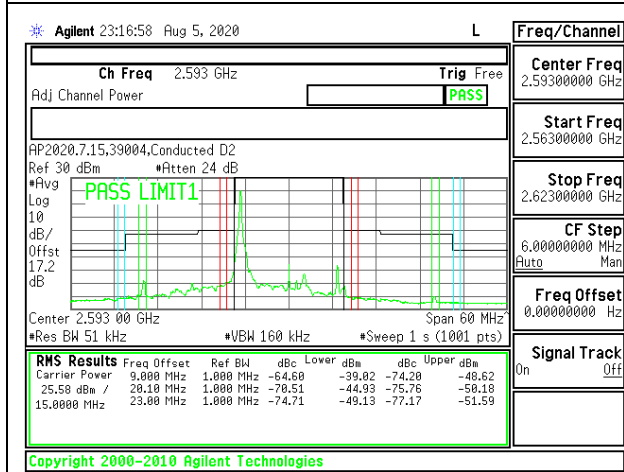 Agilent 23:16:58 Aug 5, 2020 L
Freq/Channel
Ch Freq 2.593 GHz Trig Free
Adj Channel Power PASS
AP2020.7.15,39004,Conducted D2
Ref 30 dBm #Atten 24 dB
#Avg
Log
10
dB/
Offst
17.2
dB
PASS LIMIT1
Center 2.593 00 GHz Span 60 MHz
#Res BW 51 kHz #VBW 160 kHz #Sweep 1 s (1001 pts)
RMS Results Freq Offset Ref BW dBc Lower dBm dBc Upper dBm
Carrier Power 9.000 MHz 1.000 MHz -64.60 -39.02 -74.20 -48.62
25.58 dBm / 20.10 MHz 1.000 MHz -70.51 -44.93 -75.76 -50.18
15.0000 MHz 23.00 MHz 1.000 MHz -74.71 -49.13 -77.17 -51.59
Center Freq
2.59300000 GHz
Start Freq
2.56300000 GHz
Stop Freq
2.62300000 GHz
CF Step
6.00000000 MHz
Auto Man
Freq Offset
0.00000000 Hz
Signal Track
On Off
Copyright 2000-2010 Agilent Technologies